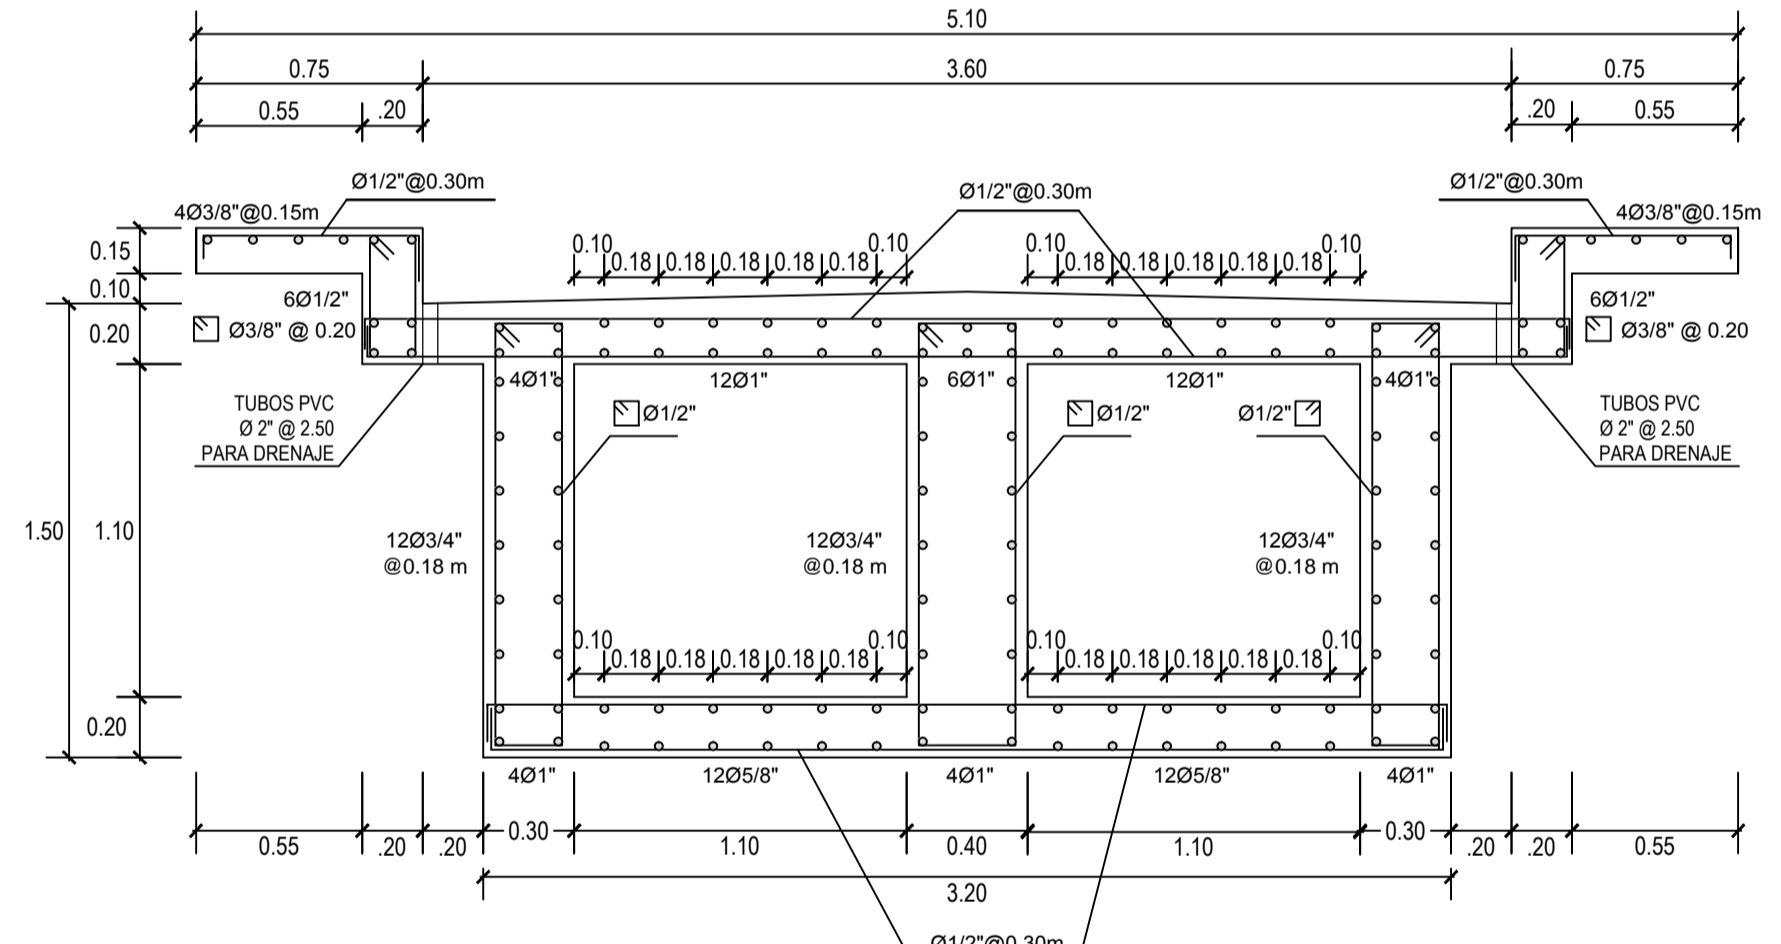 5.10
0.75 3.60 0.75
0.55 .20 .20 0.55
Ø1/2"@0.30m Ø1/2"@0.30m Ø1/2"@0.30m
4Ø3/8"@0.15m 4Ø3/8"@0.15m
0.15
0.10 0.18 0.18 0.18 0.18 0.18 0.10 0.10 0.18 0.18 0.18 0.18 0.18 0.10
0.10
6Ø1/2" 6Ø1/2"
0.20 Ø3/8" @ 0.20 Ø3/8" @ 0.20
4Ø1" 12Ø1" 6Ø1" 12Ø1" 4Ø1"
Ø1/2" Ø1/2" Ø1/2"
TUBOS PVC
Ø 2" @ 2.50
PARA DRENAJE
TUBOS PVC
Ø 2" @ 2.50
PARA DRENAJE
1.50 1.10
12Ø3/4"
@0.18 m
12Ø3/4"
@0.18 m
12Ø3/4"
@0.18 m
0.10 0.18 0.18 0.18 0.18 0.18 0.10 0.10 0.18 0.18 0.18 0.18 0.18 0.10
0.20
4Ø1" 12Ø5/8" 4Ø1" 12Ø5/8" 4Ø1"
0.55 .20 .20 0.30 1.10 0.40 1.10 0.30 .20 .20 0.55
3.20
Ø1/2"@0.30m